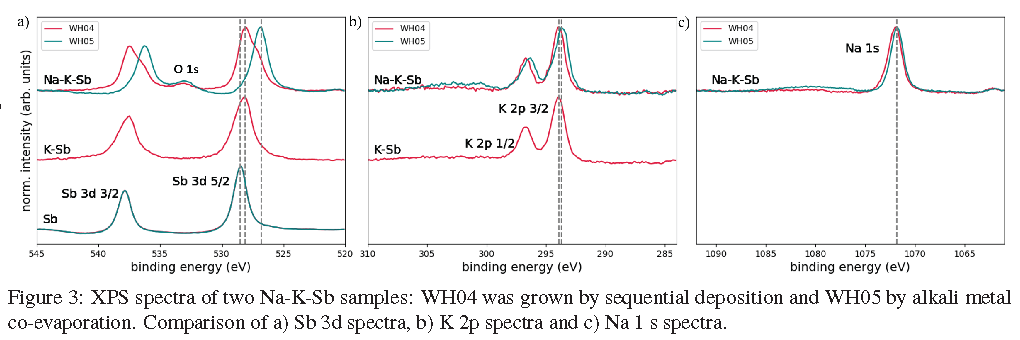 a)
WH04
WH05
O 1s
Na-K-Sb
K-Sb
Sb 3d 5/2
Sb 3d 3/2
Sb
norm. intensity (arb. units)
545 540 535 530 525 520
binding energy (eV)
b)
WH04
WH05
Na-K-Sb
K 2p 3/2
K-Sb
K 2p 1/2
310 305 300 295 290 285
binding energy (eV)
c)
WH04
WH05
Na 1s
Na-K-Sb
1090 1085 1080 1075 1070 1065
binding energy (eV)
Figure 3: XPS spectra of two Na-K-Sb samples: WH04 was grown by sequential deposition and WH05 by alkali metal
co-evaporation. Comparison of a) Sb 3d spectra, b) K 2p spectra and c) Na 1 s spectra.